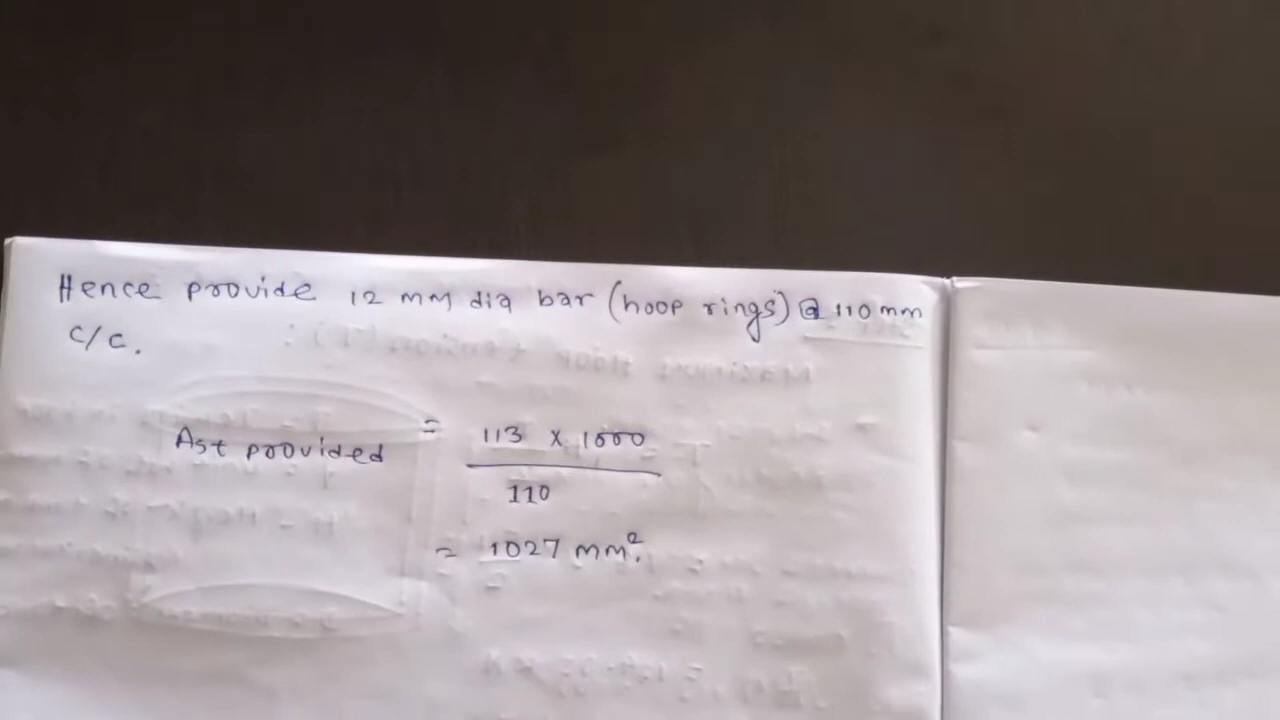 Hence provide 12 mm dia bar (hoop rings) @ 110 mm
c/c.
Ast provided = 113 x 1000
110
= 1027 mm².